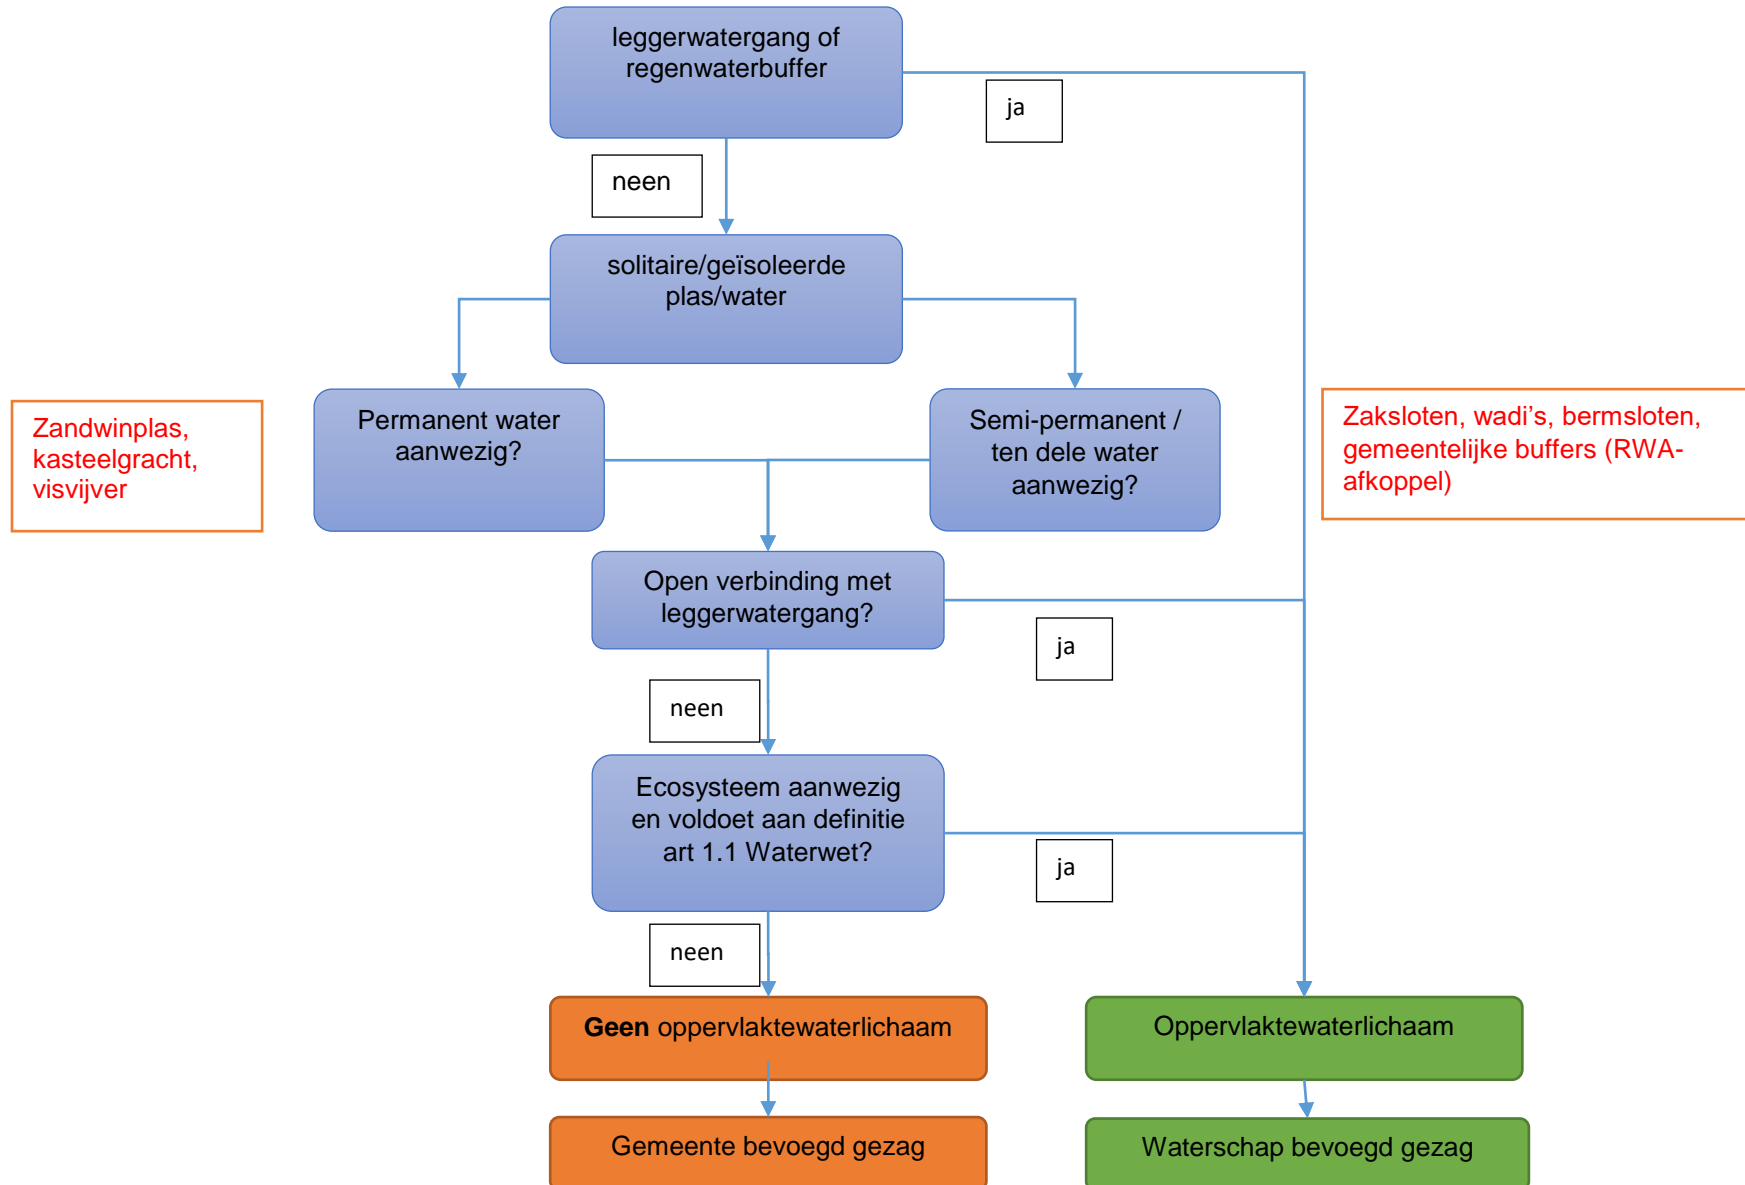 leggerwatergang of
regenwaterbuffer
ja
neen
solitaire/geïsoleerde
plas/water
Zandwinplas,
kasteelgracht,
visvijver
Permanent water
aanwezig?
Semi-permanent /
ten dele water
aanwezig?
Zaksloten, wadi’s, bermsloten,
gemeentelijke buffers (RWA-
afkoppel)
Open verbinding met
leggerwatergang?
ja
neen
Ecosysteem aanwezig
en voldoet aan definitie
art 1.1 Waterwet?
ja
neen
Geen oppervlaktewaterlichaam
Oppervlaktewaterlichaam
Gemeente bevoegd gezag
Waterschap bevoegd gezag